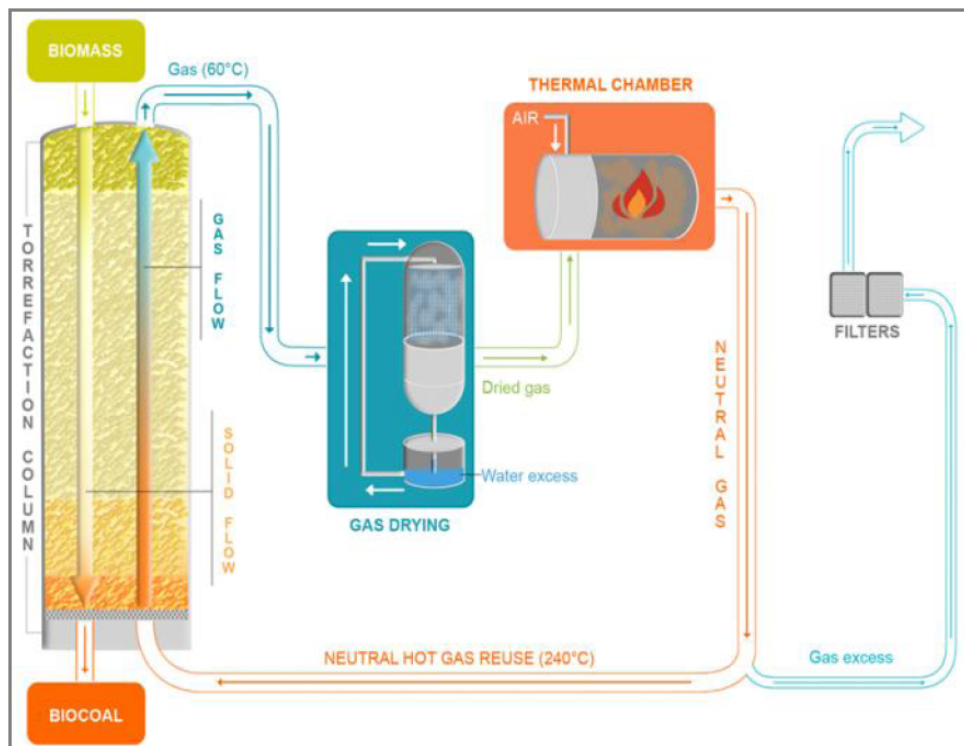 BIOMASS
Gas (60°C)
THERMAL CHAMBER
AIR
TORREFACTION COLUMN
GAS FLOW
SOLID FLOW
Dried gas
Water excess
GAS DRYING
NEUTRAL GAS
FILTERS
NEUTRAL HOT GAS REUSE (240°C)
Gas excess
BIOCOAL